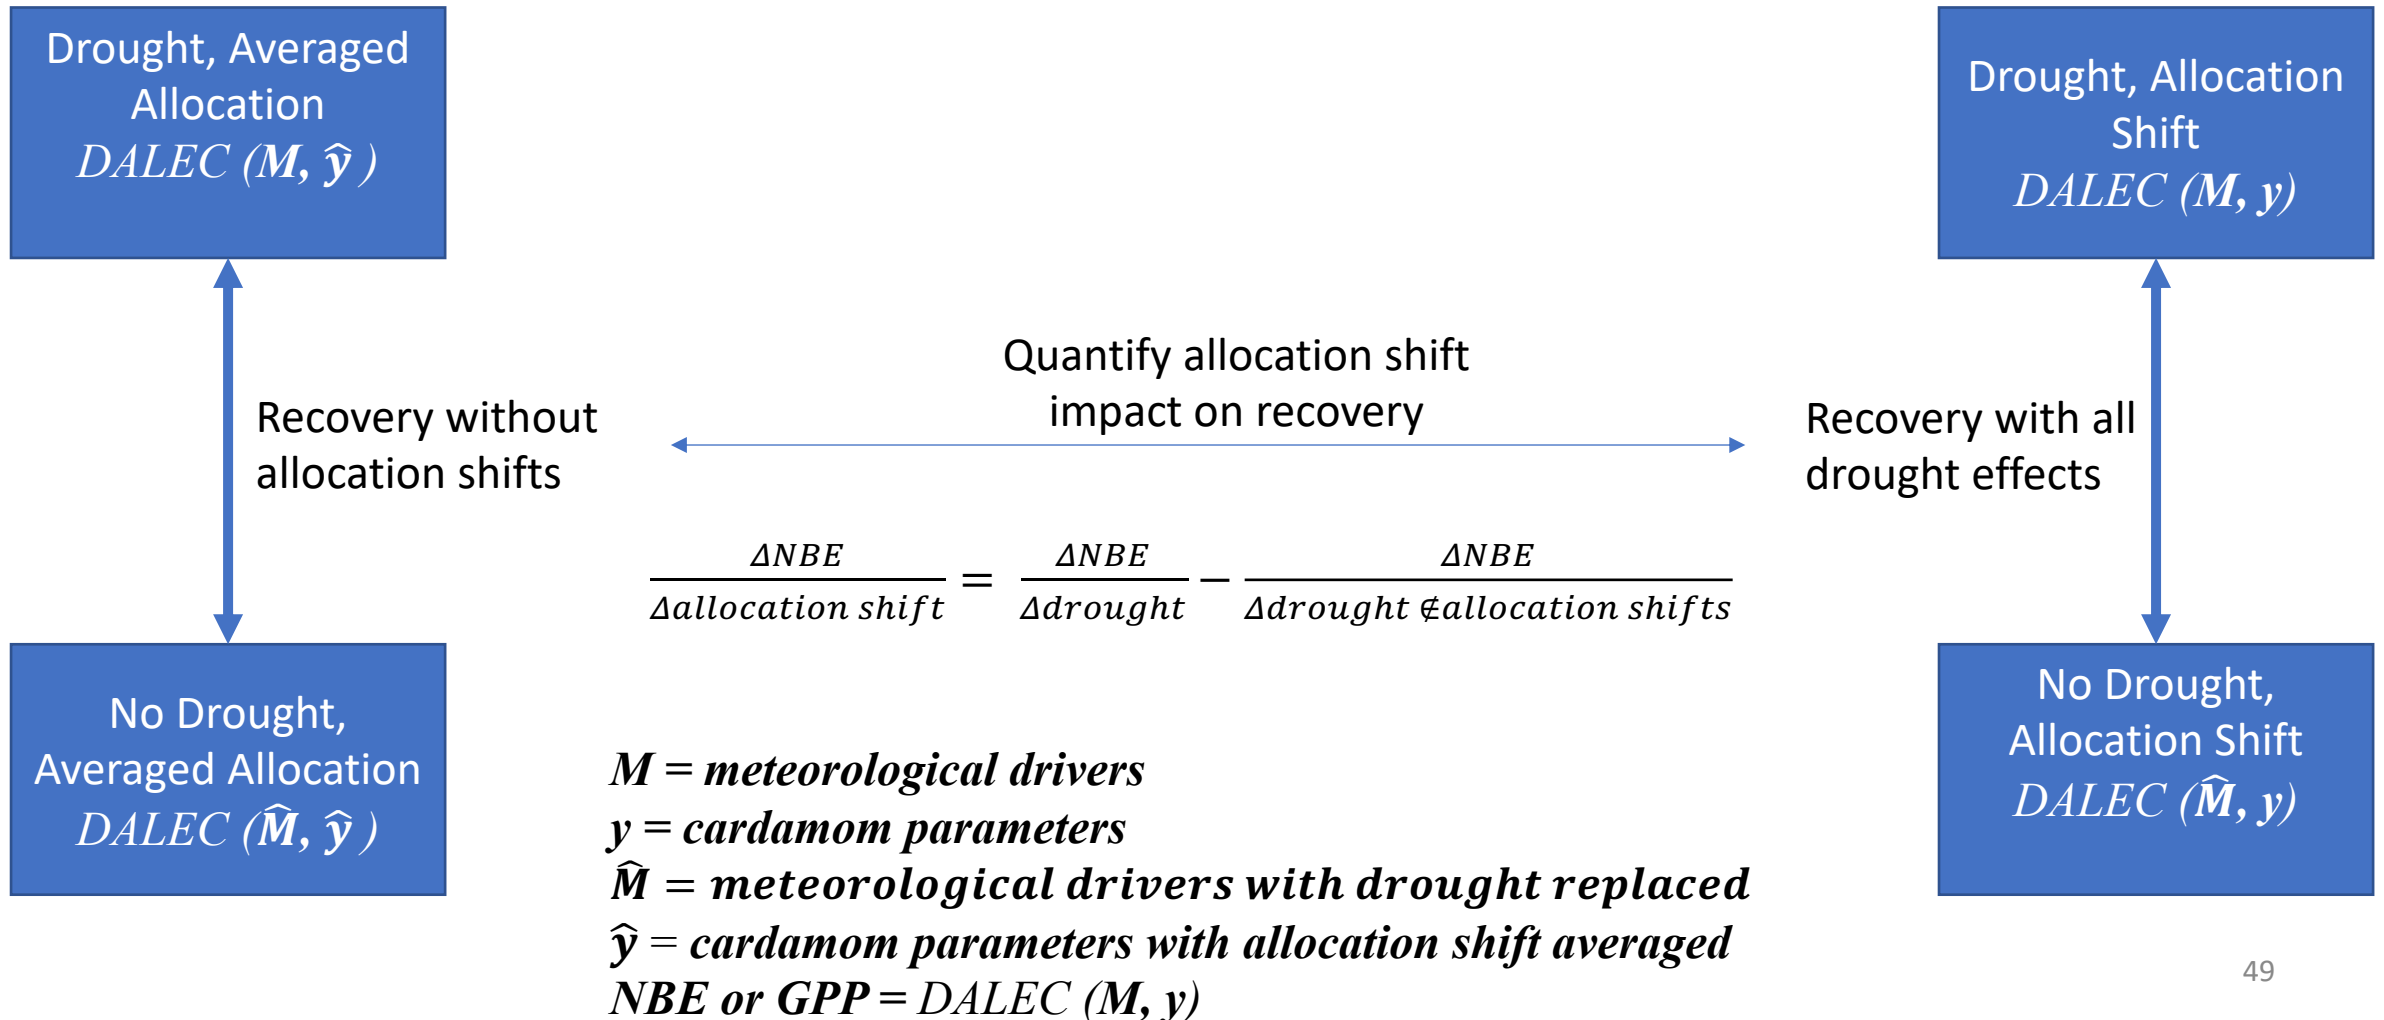 Drought, Averaged
Allocation
DALEC (M, ŷ )
Drought, Allocation
Shift
DALEC (M, y)
Recovery without
allocation shifts
Quantify allocation shift
impact on recovery
Recovery with all
drought effects
ΔNBE/Δallocation shift = ΔNBE/Δdrought − ΔNBE/Δdrought ∉allocation shifts
No Drought,
Averaged Allocation
DALEC (M̂, ŷ )
No Drought,
Allocation Shift
DALEC (M̂, y)
M = meteorological drivers
y = cardamom parameters
M̂ = meteorological drivers with drought replaced
ŷ = cardamom parameters with allocation shift averaged
NBE or GPP = DALEC (M, y)
49